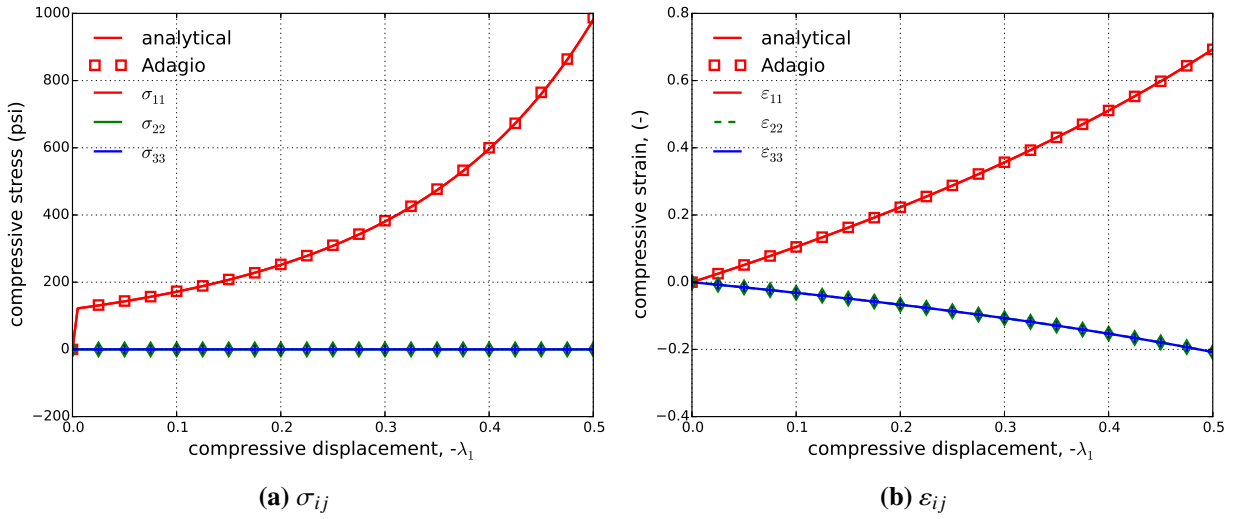 1000
800
600
400
200
0
−200
0.0 0.1 0.2 0.3 0.4 0.5
compressive stress (psi)
compressive displacement, -λ₁
analytical
Adagio
σ₁₁
σ₂₂
σ₃₃
(a) σᵢⱼ
0.8
0.6
0.4
0.2
0.0
−0.2
−0.4
0.0 0.1 0.2 0.3 0.4 0.5
compressive strain, (-)
compressive displacement, -λ₁
analytical
Adagio
ε₁₁
ε₂₂
ε₃₃
(b) εᵢⱼ